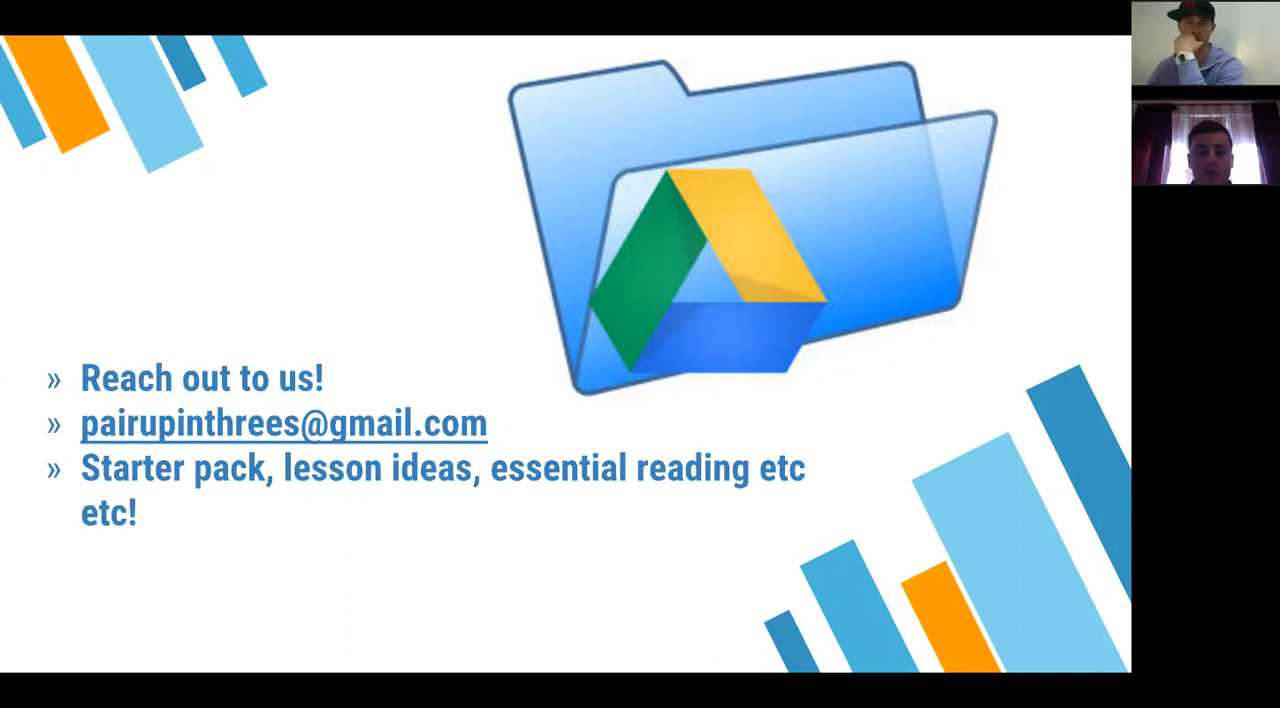 » Reach out to us!
» pairupinthrees@gmail.com
» Starter pack, lesson ideas, essential reading etc
etc!